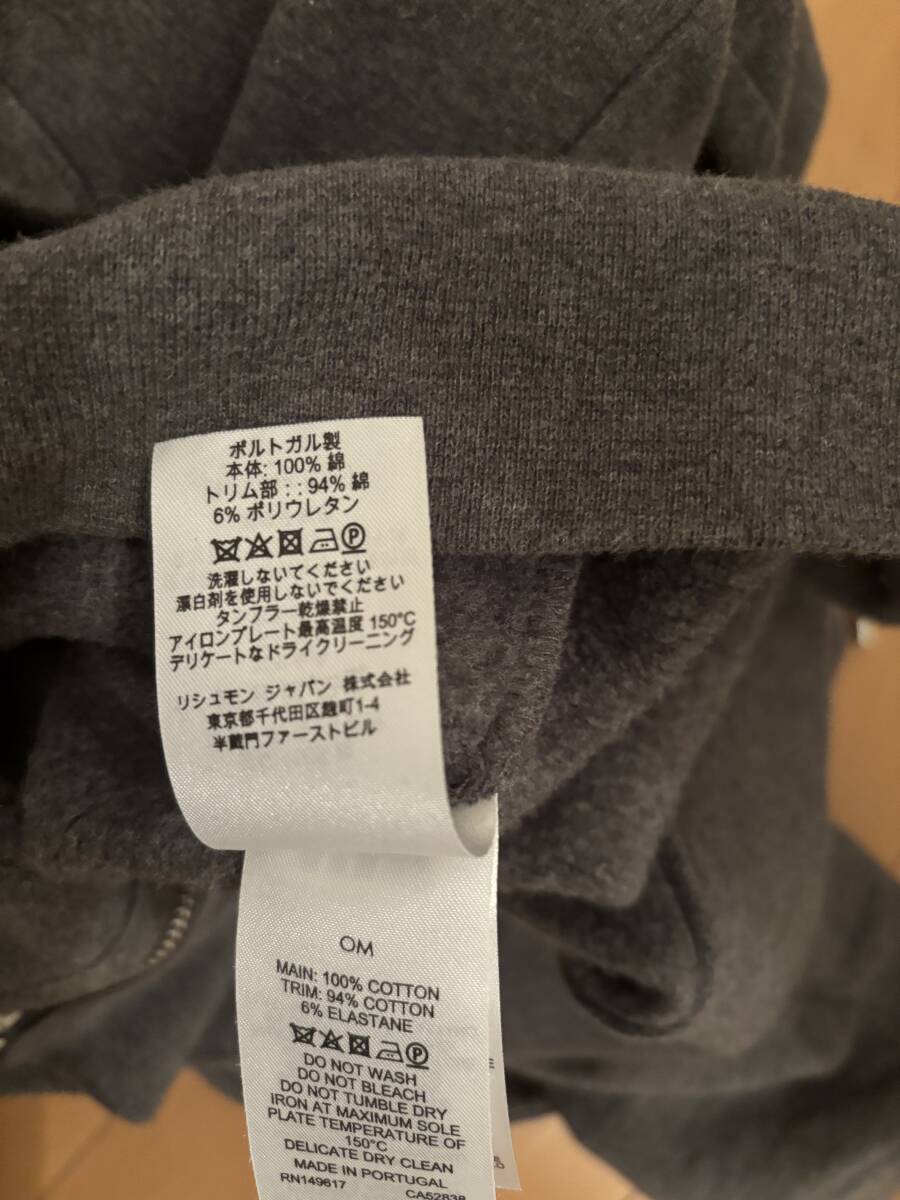 ポルトガル製
本体: 100% 綿
トリム部 : : 94% 綿
6% ポリウレタン
洗濯しないてください
漂白剤を使用しないでください
タンフラー乾燥禁止
アイロンプレート最高温度 150°C
デリケートなドライクリーニング
リシュモン ジャパン 株式会社
東京都千代田区麹町1-4
半蔵門ファーストビル
OM
MAIN: 100% COTTON
TRIM: 94% COTTON
6% ELASTANE
DO NOT WASH
DO NOT BLEACH
DO NOT TUMBLE DRY
IRON AT MAXIMUM SOLE
PLATE TEMPERATURE OF
150°C
DELICATE DRY CLEAN
MADE IN PORTUGAL
RN149617 CA52838